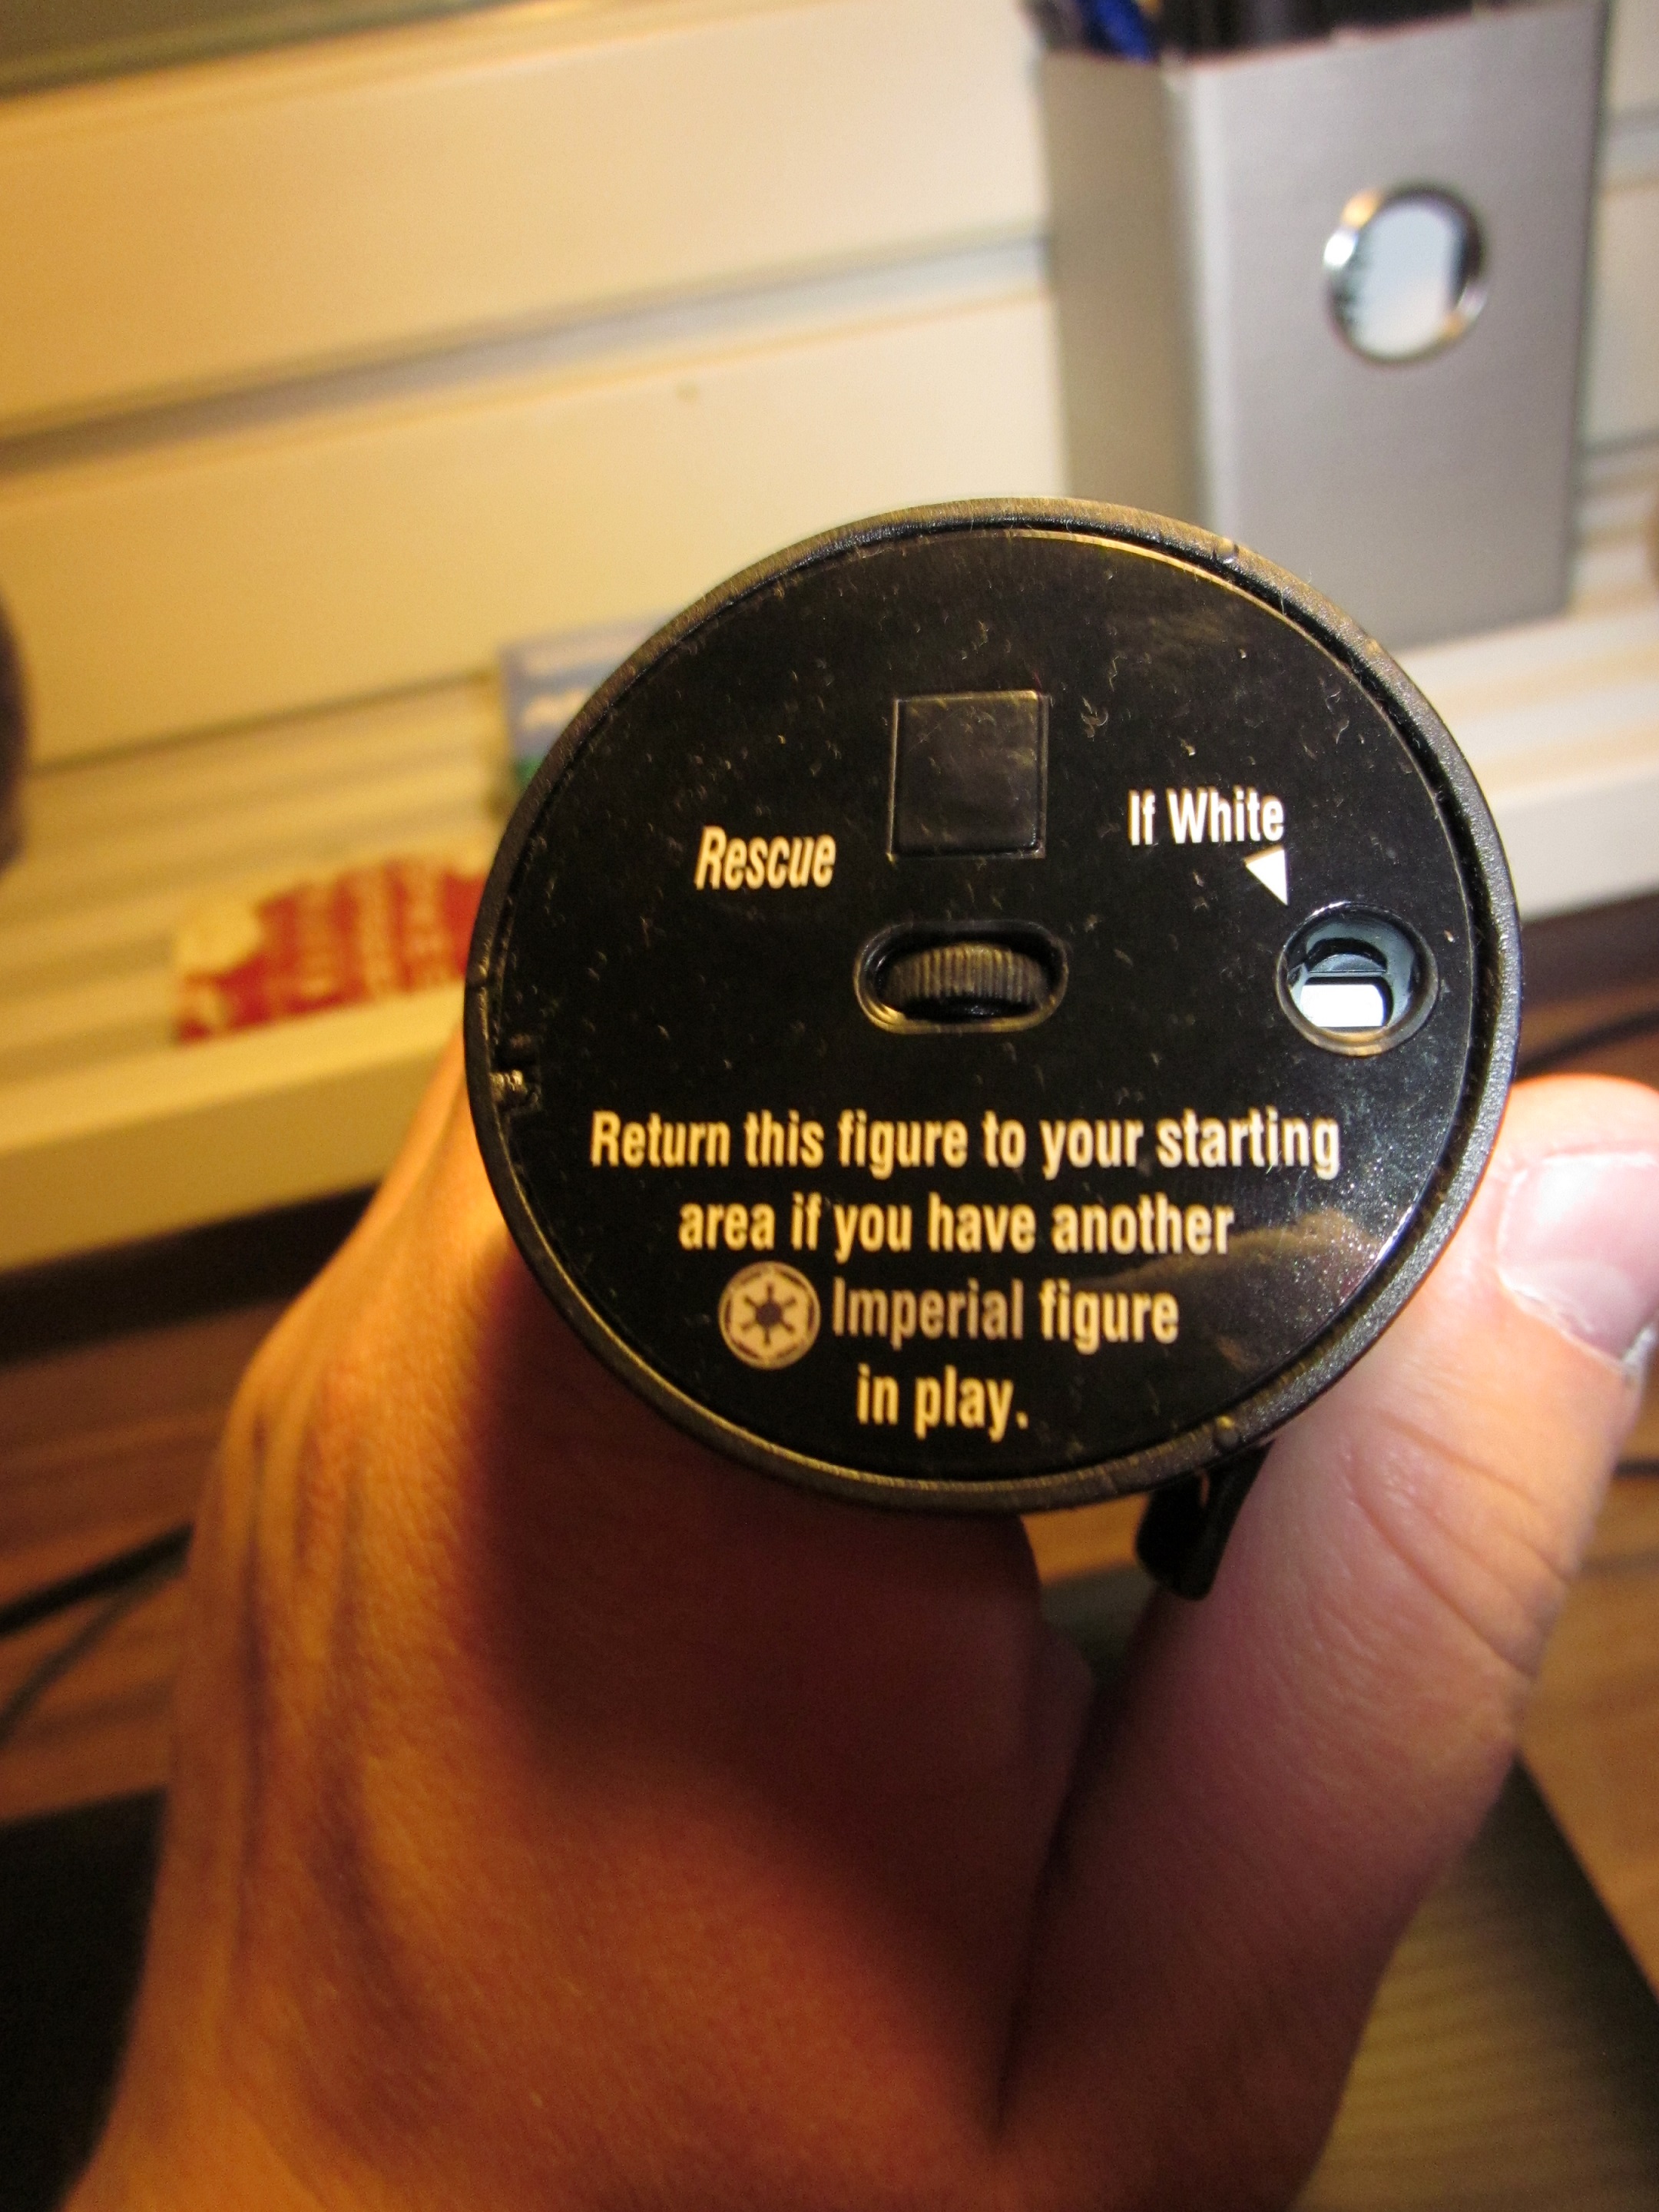 Rescue
If White
Return this figure to your starting
area if you have another
Imperial figure
in play.